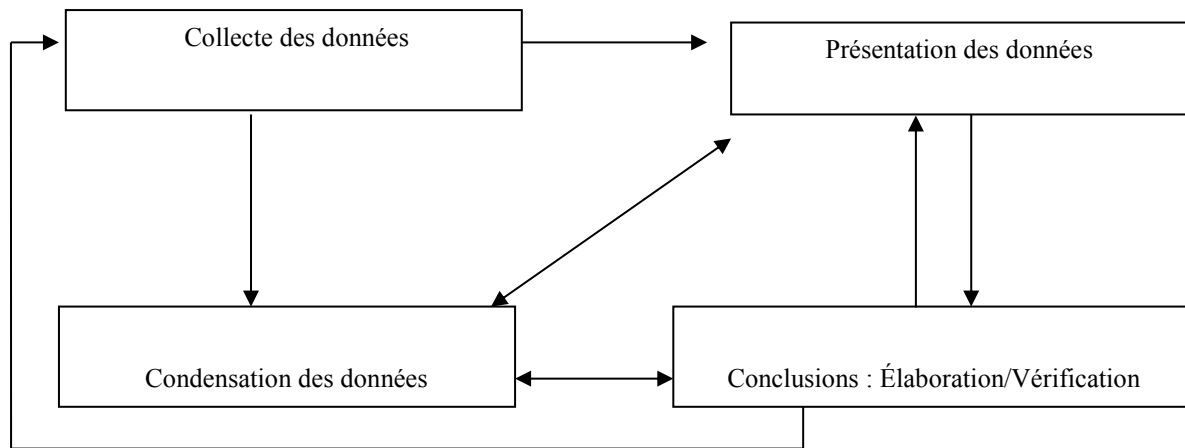 Collecte des données
Présentation des données
Condensation des données
Conclusions : Élaboration/Vérification